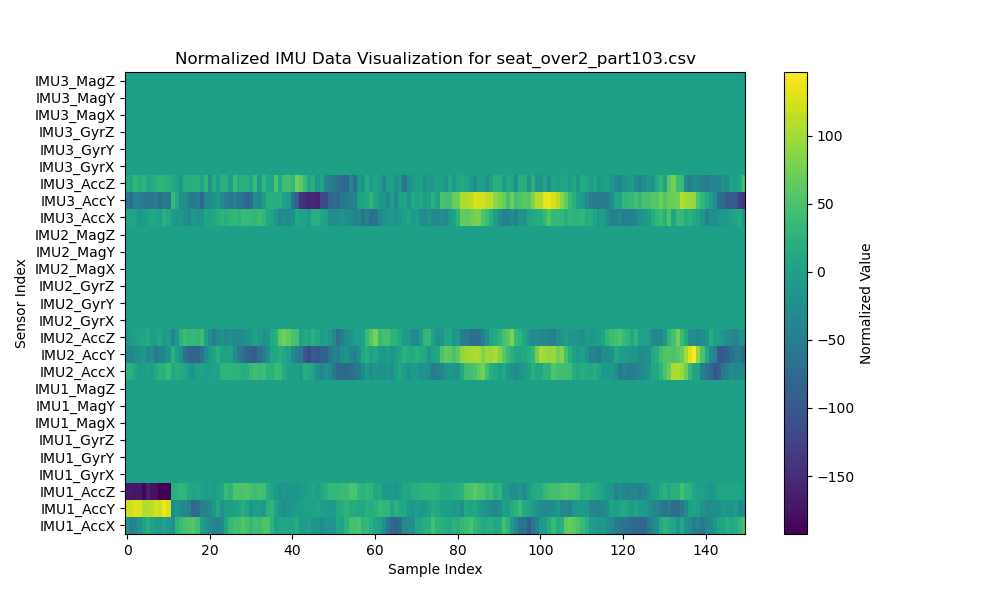 Normalized IMU Data Visualization for seat_over2_part103.csv
IMU3_MagZ
IMU3_MagY
IMU3_MagX
IMU3_GyrZ
IMU3_GyrY
IMU3_GyrX
IMU3_AccZ
IMU3_AccY
IMU3_AccX
IMU2_MagZ
IMU2_MagY
IMU2_MagX
IMU2_GyrZ
IMU2_GyrY
IMU2_GyrX
IMU2_AccZ
IMU2_AccY
IMU2_AccX
IMU1_MagZ
IMU1_MagY
IMU1_MagX
IMU1_GyrZ
IMU1_GyrY
IMU1_GyrX
IMU1_AccZ
IMU1_AccY
IMU1_AccX
Sensor Index
0 20 40 60 80 100 120 140
Sample Index
100
50
0
−50
−100
−150
Normalized Value